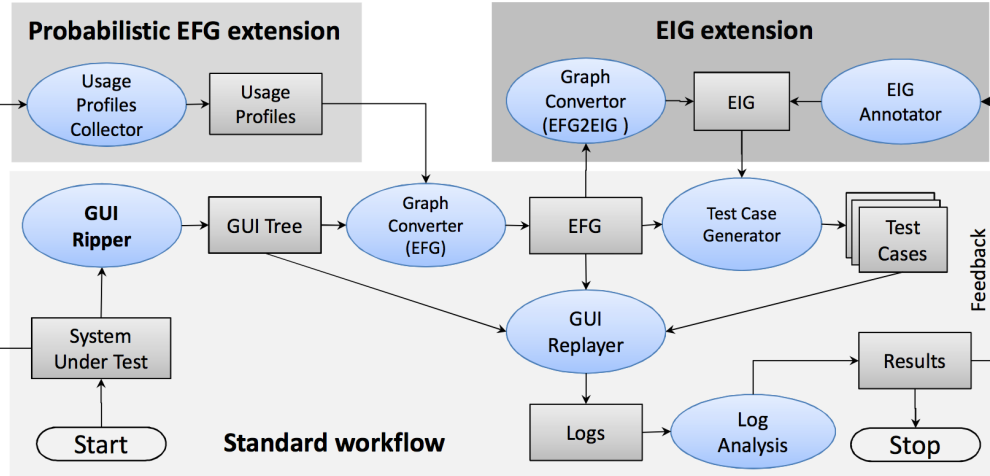 Probabilistic EFG extension
EIG extension
Usage
Profiles
Collector
Usage
Profiles
Graph
Convertor
(EFG2EIG )
EIG
EIG
Annotator
GUI
Ripper
GUI Tree
Graph
Converter
(EFG)
EFG
Test Case
Generator
Test
Cases
Feedback
System
Under Test
GUI
Replayer
Results
Start
Standard workflow
Logs
Log
Analysis
Stop